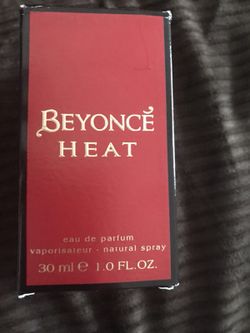 BEYONCÉ
HEAT
eau de parfum
vaporisateur - natural spray
30 ml ℮ 1.0 FL.OZ.